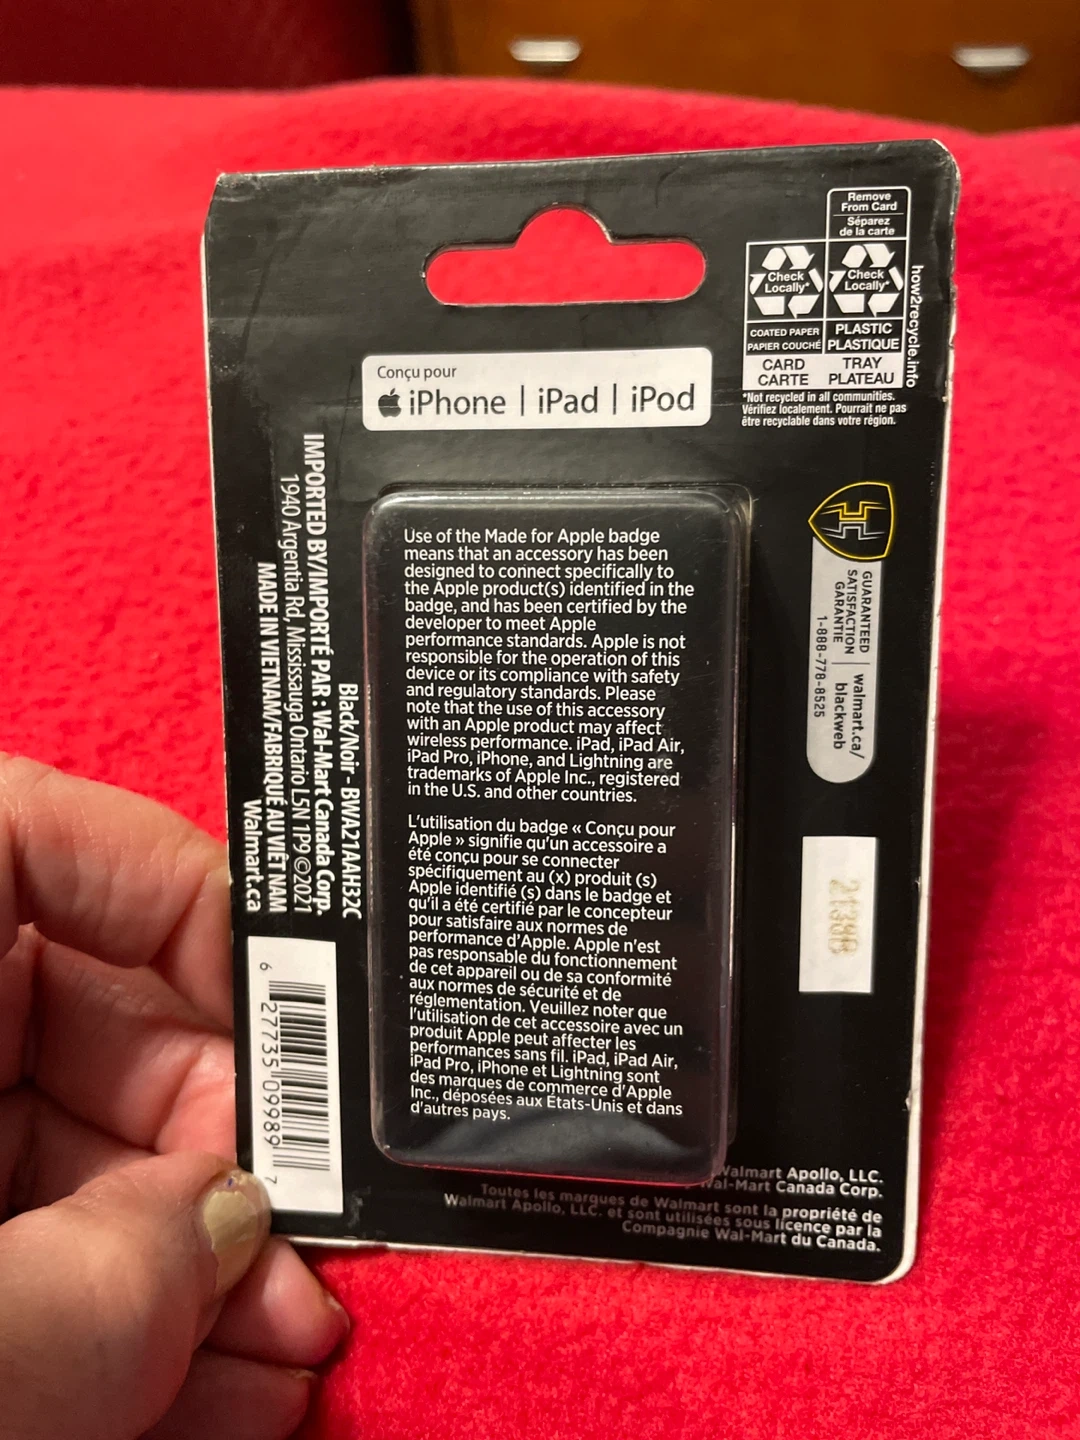 Remove
From Card
Séparez
de la carte
Check
Locally*
Check
Locally*
COATED PAPER
PAPIER COUCHÉ
PLASTIC
PLASTIQUE
CARD
CARTE
TRAY
PLATEAU
how2recycle.info
*Not recycled in all communities.
Vérifiez localement. Pourrait ne pas
être recyclable dans votre région.
Conçu pour
iPhone | iPad | iPod
Use of the Made for Apple badge
means that an accessory has been
designed to connect specifically to
the Apple product(s) identified in the
badge, and has been certified by the
developer to meet Apple
performance standards. Apple is not
responsible for the operation of this
device or its compliance with safety
and regulatory standards. Please
note that the use of this accessory
with an Apple product may affect
wireless performance. iPad, iPad Air,
iPad Pro, iPhone, and Lightning are
trademarks of Apple Inc., registered
in the U.S. and other countries.
L'utilisation du badge « Conçu pour
Apple » signifie qu'un accessoire a
été conçu pour se connecter
spécifiquement au (x) produit (s)
Apple identifié (s) dans le badge et
qu'il a été certifié par le concepteur
pour satisfaire aux normes de
performance d'Apple. Apple n'est
pas responsable du fonctionnement
de cet appareil ou de sa conformité
aux normes de sécurité et de
réglementation. Veuillez noter que
l'utilisation de cet accessoire avec un
produit Apple peut affecter les
performances sans fil. iPad, iPad Air,
iPad Pro, iPhone et Lightning sont
des marques de commerce d'Apple
Inc., déposées aux États-Unis et dans
d'autres pays.
GUARANTEED
SATISFACTION
GARANTIE
1-888-778-8525
walmart.ca/
blackweb
Black/Noir - BWA21AAH32C
IMPORTED BY/IMPORTÉ PAR : Wal-Mart Canada Corp.
1940 Argentia Rd, Mississauga Ontario L5N 1P9 ©2021
MADE IN VIETNAM/FABRIQUÉ AU VIÊT NAM
Walmart.ca
6 27735 09989 7
Walmart Apollo, LLC.
Wal-Mart Canada Corp.
Toutes les marques de Walmart sont la propriété de
Walmart Apollo, LLC. et sont utilisées sous licence par la
Compagnie Wal-Mart du Canada.